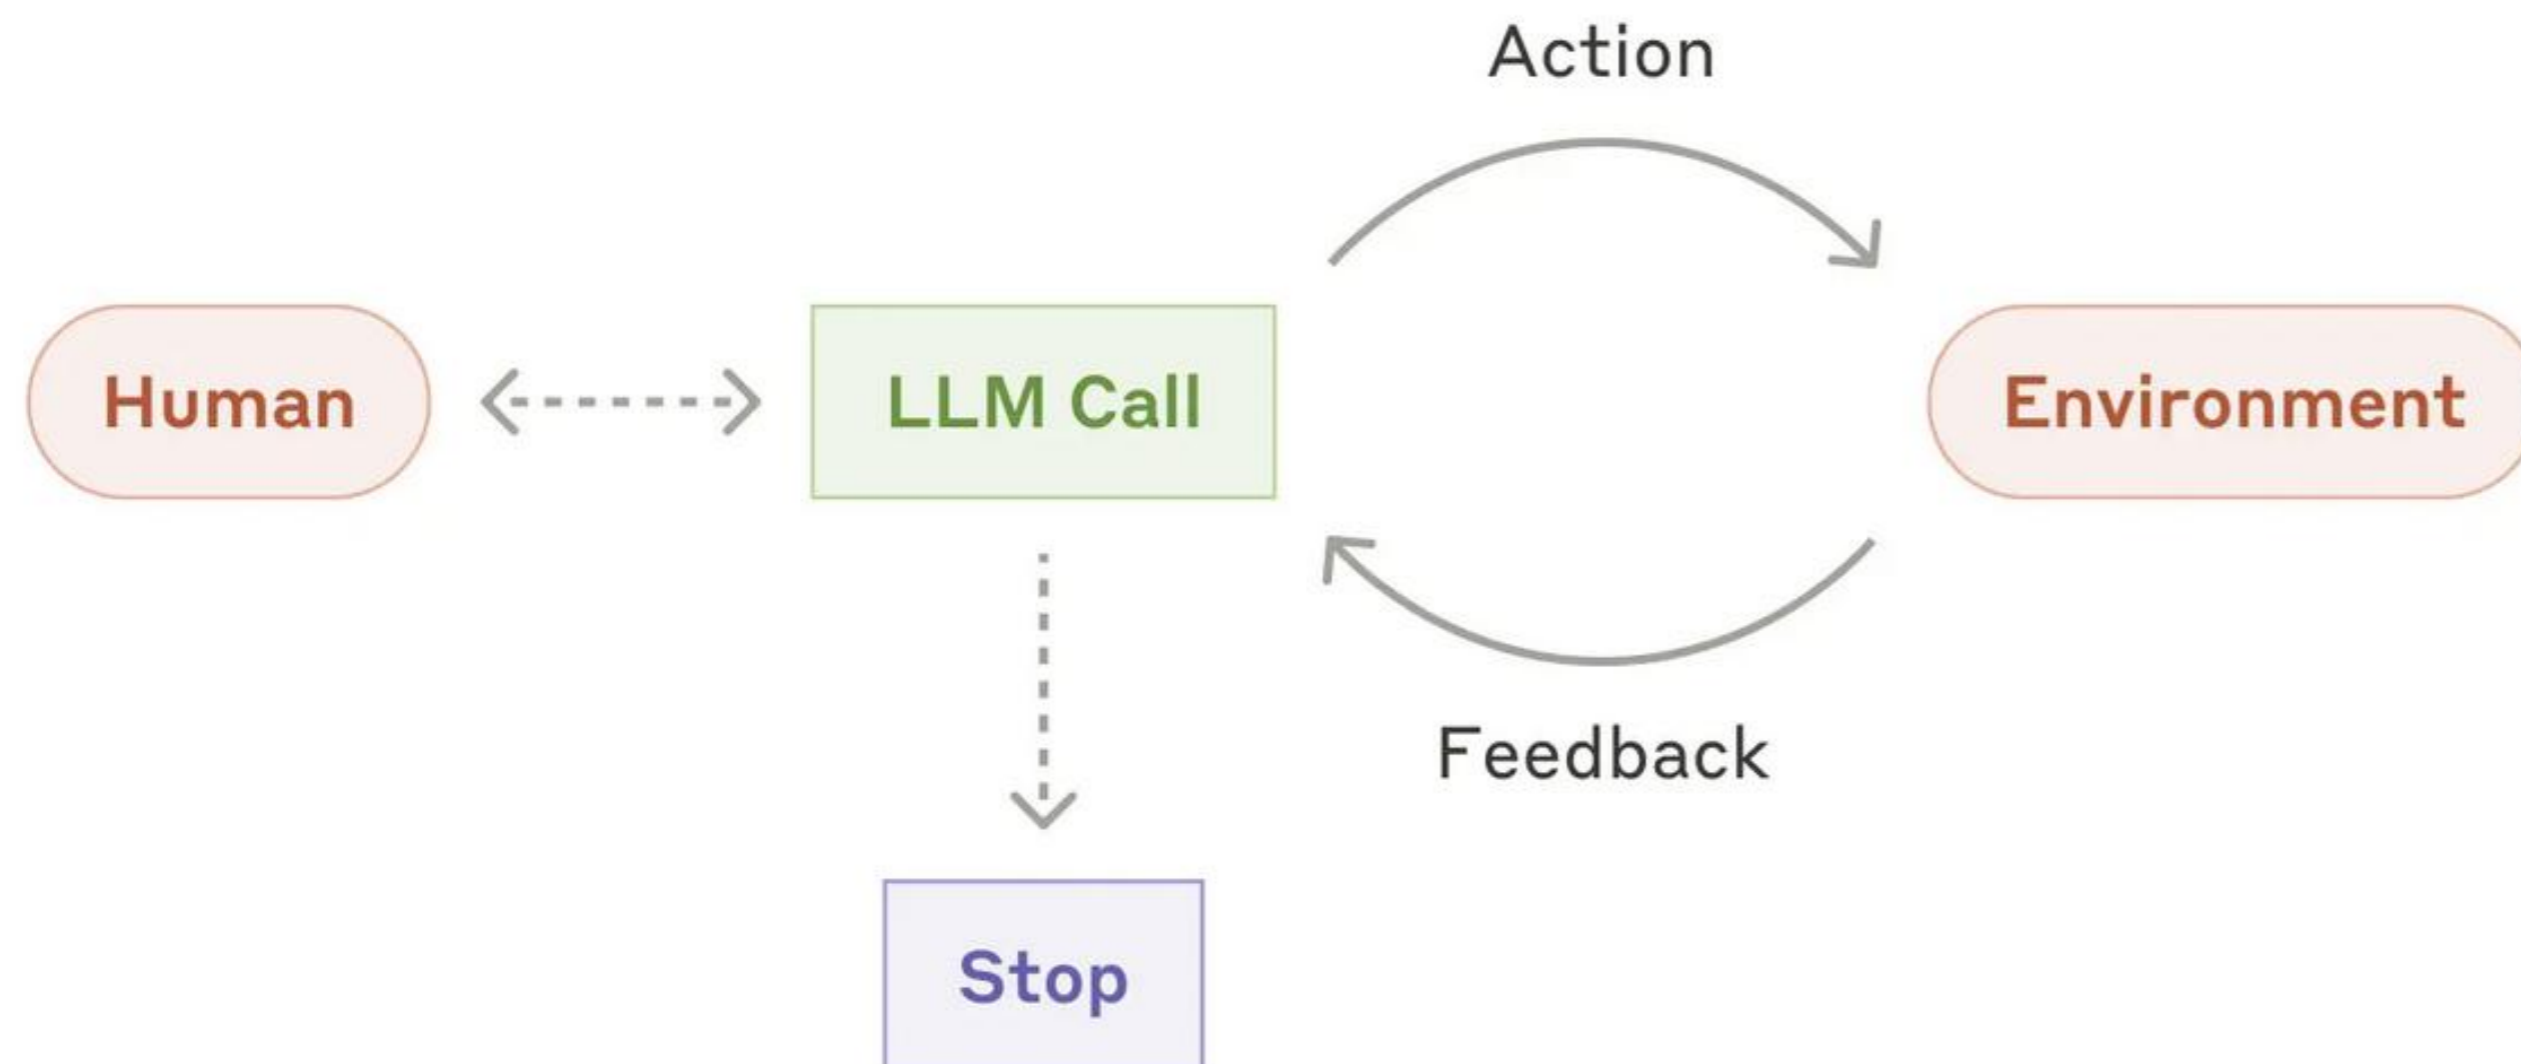 Action
Human
LLM Call
Environment
Feedback
Stop